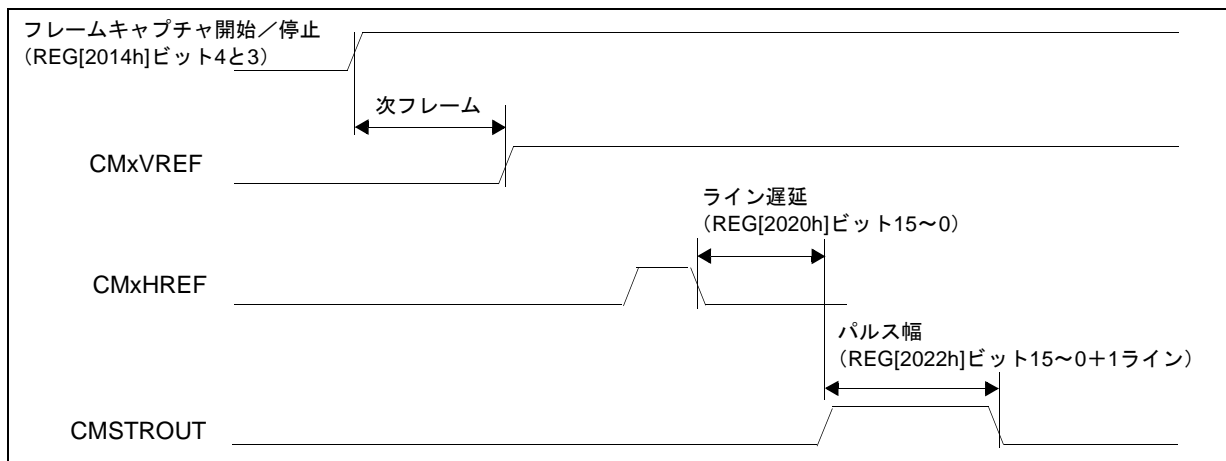 フレームキャプチャ開始／停止
（REG[2014h]ビット4と3）
次フレーム
CMxVREF
ライン遅延
（REG[2020h]ビット15～0）
CMxHREF
パルス幅
（REG[2022h]ビット15～0＋1ライン）
CMSTROUT